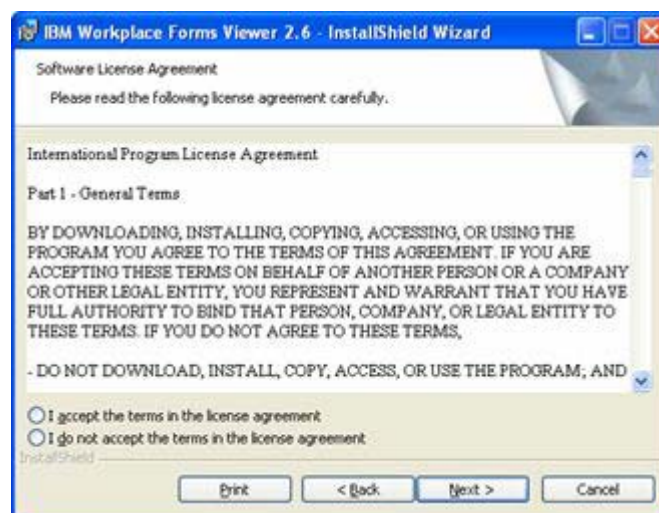 IBM Workplace Forms Viewer 2.6 - InstallShield Wizard
Software License Agreement
Please read the following license agreement carefully.
International Program License Agreement
Part 1 - General Terms
BY DOWNLOADING, INSTALLING, COPYING, ACCESSING, OR USING THE
PROGRAM YOU AGREE TO THE TERMS OF THIS AGREEMENT. IF YOU ARE
ACCEPTING THESE TERMS ON BEHALF OF ANOTHER PERSON OR A COMPANY
OR OTHER LEGAL ENTITY, YOU REPRESENT AND WARRANT THAT YOU HAVE
FULL AUTHORITY TO BIND THAT PERSON, COMPANY, OR LEGAL ENTITY TO
THESE TERMS. IF YOU DO NOT AGREE TO THESE TERMS,
- DO NOT DOWNLOAD, INSTALL, COPY, ACCESS, OR USE THE PROGRAM; AND
I accept the terms in the license agreement
I do not accept the terms in the license agreement
InstallShield
Print
< Back
Next >
Cancel